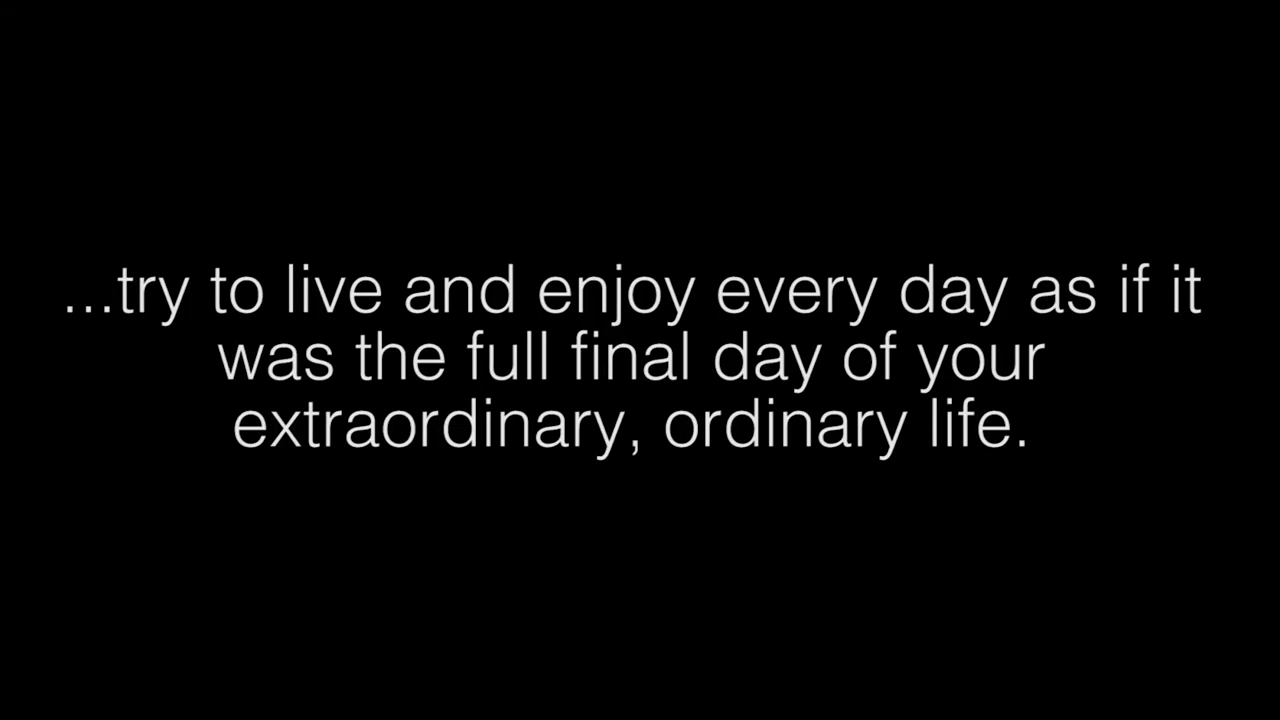 ...try to live and enjoy every day as if it
was the full final day of your
extraordinary, ordinary life.